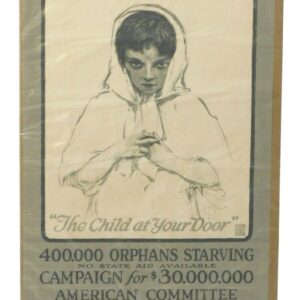 "The Child at Your Door"
400,000 ORPHANS STARVING
NO STATE AID AVAILABLE
CAMPAIGN for $30,000,000
AMERICAN COMMITTEE